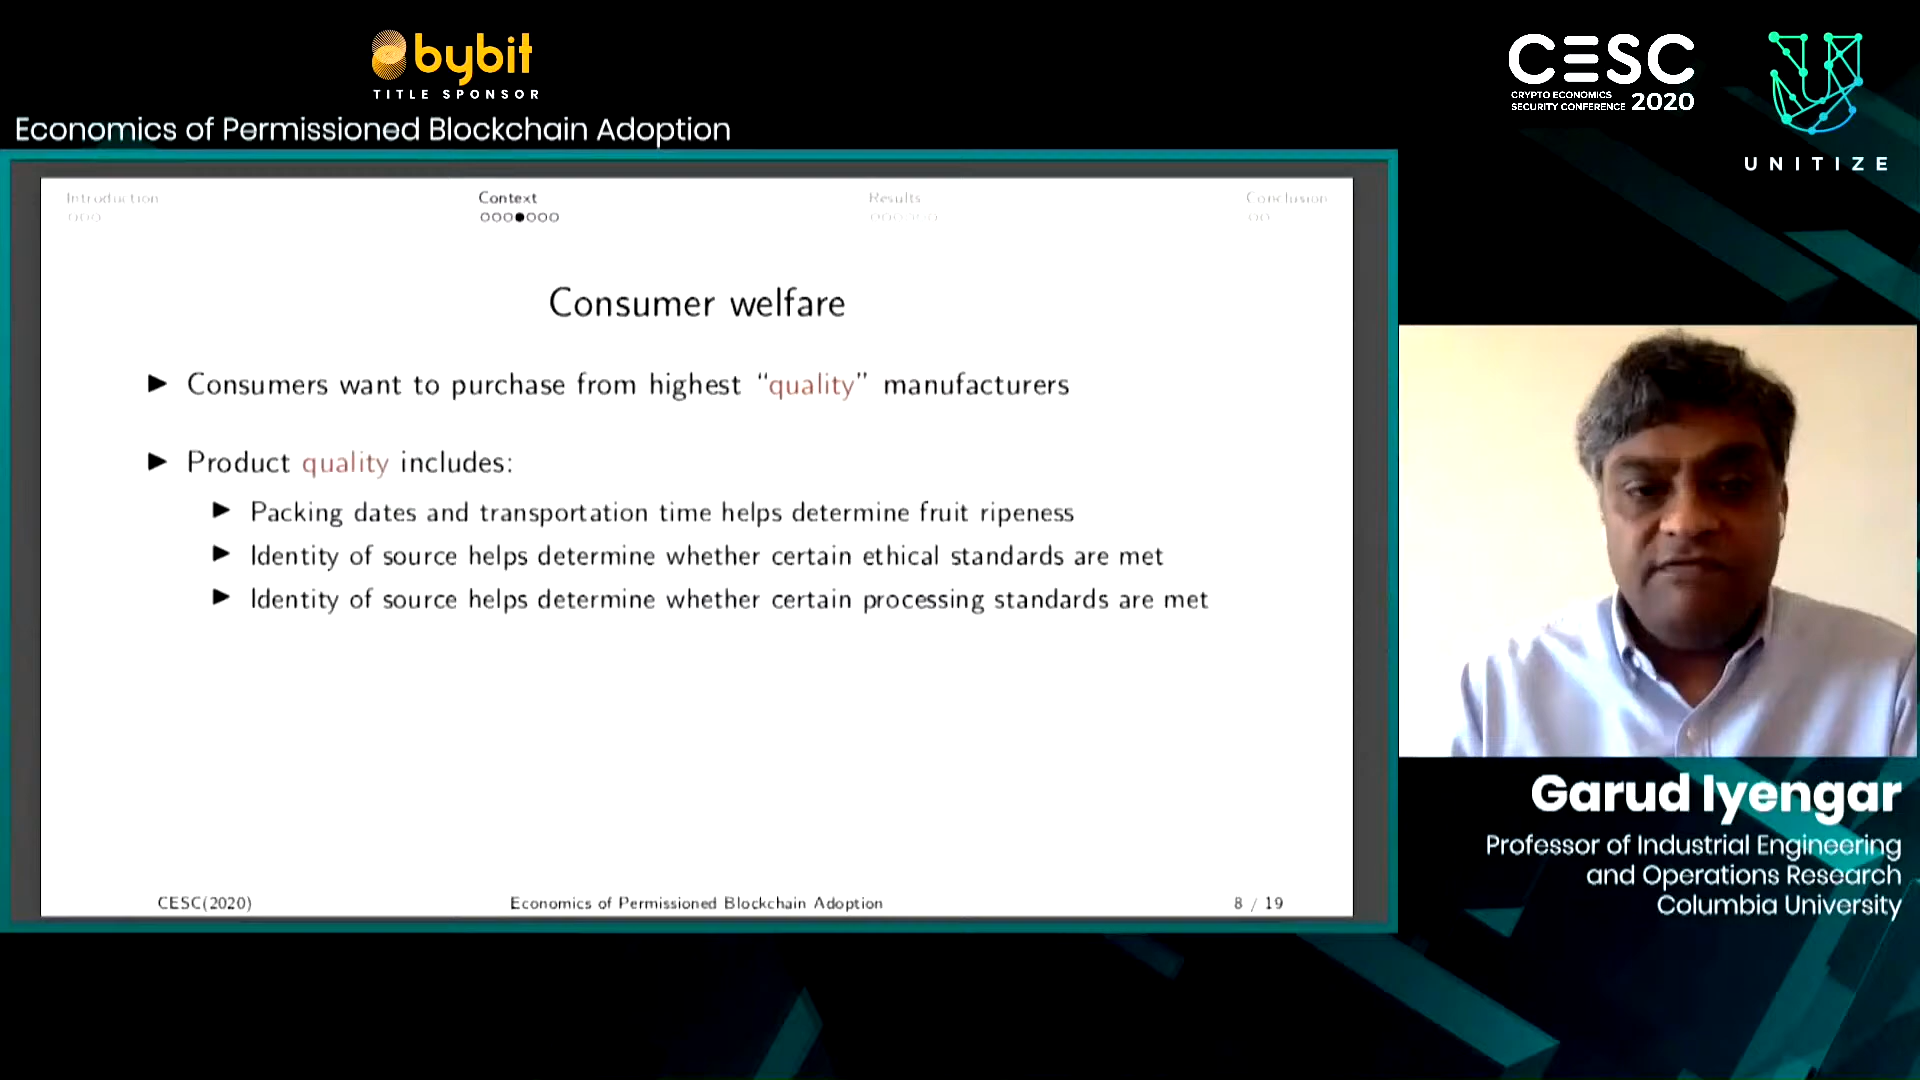 bybit
TITLE SPONSOR
Economics of Permissioned Blockchain Adoption
CESC
CRYPTO ECONOMICS
SECURITY CONFERENCE 2020
UNITIZE
Introduction
Context
Results
Conclusion
Consumer welfare
▶ Consumers want to purchase from highest “quality” manufacturers
▶ Product quality includes:
▶ Packing dates and transportation time helps determine fruit ripeness
▶ Identity of source helps determine whether certain ethical standards are met
▶ Identity of source helps determine whether certain processing standards are met
CESC(2020)
Economics of Permissioned Blockchain Adoption
8 / 19
Garud Iyengar
Professor of Industrial Engineering
and Operations Research
Columbia University